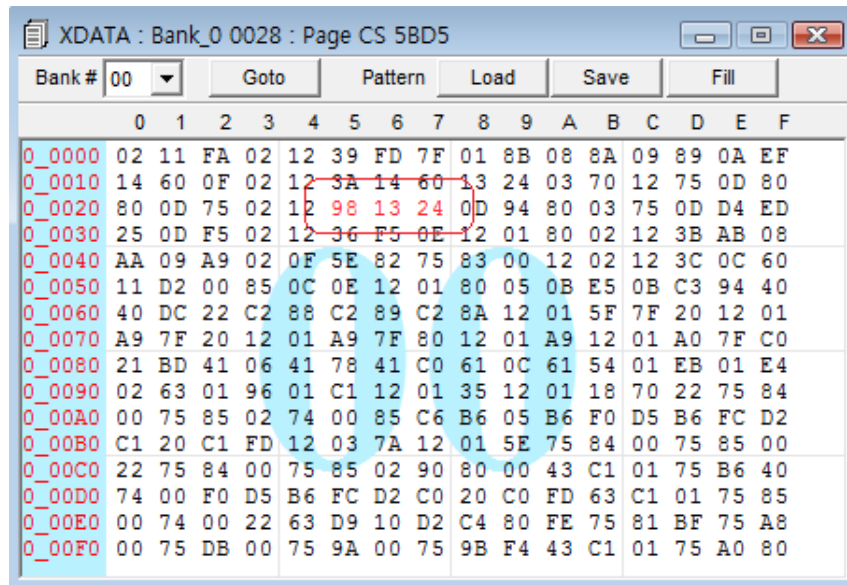 XDATA : Bank_0 0028 : Page CS 5BD5
Bank # 00 Goto Pattern Load Save Fill
0 1 2 3 4 5 6 7 8 9 A B C D E F
0_0000 02 11 FA 02 12 39 FD 7F 01 8B 08 8A 09 89 0A EF
0_0010 14 60 0F 02 12 3A 14 60 13 24 03 70 12 75 0D 80
0_0020 80 0D 75 02 12 98 13 24 0D 94 80 03 75 0D D4 ED
0_0030 25 0D F5 02 12 36 F5 0E 12 01 80 02 12 3B AB 08
0_0040 AA 09 A9 02 0F 5E 82 75 83 00 12 02 12 3C 0C 60
0_0050 11 D2 00 85 0C 0E 12 01 80 05 0B E5 0B C3 94 40
0_0060 40 DC 22 C2 88 C2 89 C2 8A 12 01 5F 7F 20 12 01
0_0070 A9 7F 20 12 01 A9 7F 80 12 01 A9 12 01 A0 7F C0
0_0080 21 BD 41 06 41 78 41 C0 61 0C 61 54 01 EB 01 E4
0_0090 02 63 01 96 01 C1 12 01 35 12 01 18 70 22 75 84
0_00A0 00 75 85 02 74 00 85 C6 B6 05 B6 F0 D5 B6 FC D2
0_00B0 C1 20 C1 FD 12 03 7A 12 01 5E 75 84 00 75 85 00
0_00C0 22 75 84 00 75 85 02 90 80 00 43 C1 01 75 B6 40
0_00D0 74 00 F0 D5 B6 FC D2 C0 20 C0 FD 63 C1 01 75 85
0_00E0 00 74 00 22 63 D9 10 D2 C4 80 FE 75 81 BF 75 A8
0_00F0 00 75 DB 00 75 9A 00 75 9B F4 43 C1 01 75 A0 80
00